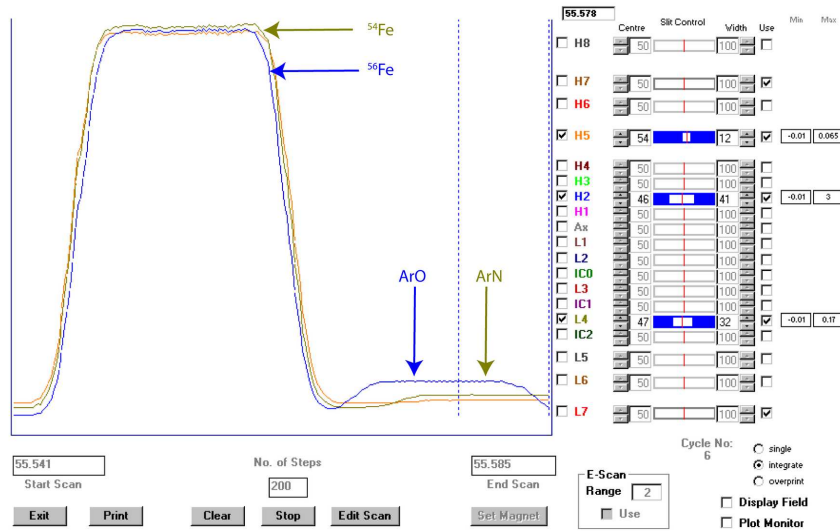 55.578
Centre Slit Control Width Use Min Max
⁵⁴Fe
⁵⁶Fe
ArO
ArN
H8 50 100
H7 50 100
H6 50 100
H5 54 12 -0.01 0.065
H4 50 100
H3 50 100
H2 46 41 -0.01 3
H1 50 100
Ax 50 100
L1 50 100
L2 50 100
IC0 50 100
L3 50 100
IC1 50 100
L4 47 32 -0.01 0.17
IC2 50 100
L5 50 100
L6 50 100
L7 50 100
55.541
Start Scan
No. of Steps
200
55.585
End Scan
Exit Print Clear Stop Edit Scan Set Magnet
E-Scan
Range 2
Use
Cycle No:
6
single
integrate
overprint
Display Field
Plot Monitor